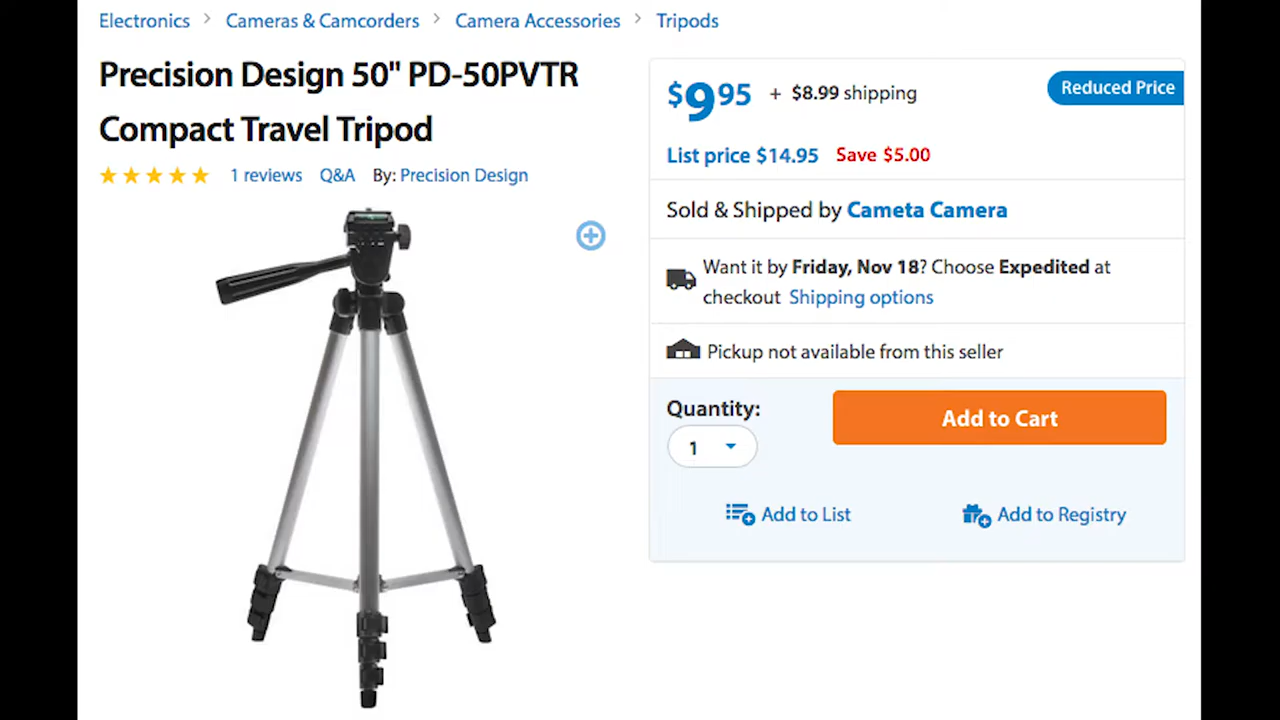 Electronics > Cameras & Camcorders > Camera Accessories > Tripods
Precision Design 50" PD-50PVTR
Compact Travel Tripod
1 reviews Q&A By: Precision Design
$9.95 + $8.99 shipping
Reduced Price
List price $14.95 Save $5.00
Sold & Shipped by Cameta Camera
Want it by Friday, Nov 18? Choose Expedited at
checkout Shipping options
Pickup not available from this seller
Quantity:
1
Add to Cart
Add to List
Add to Registry